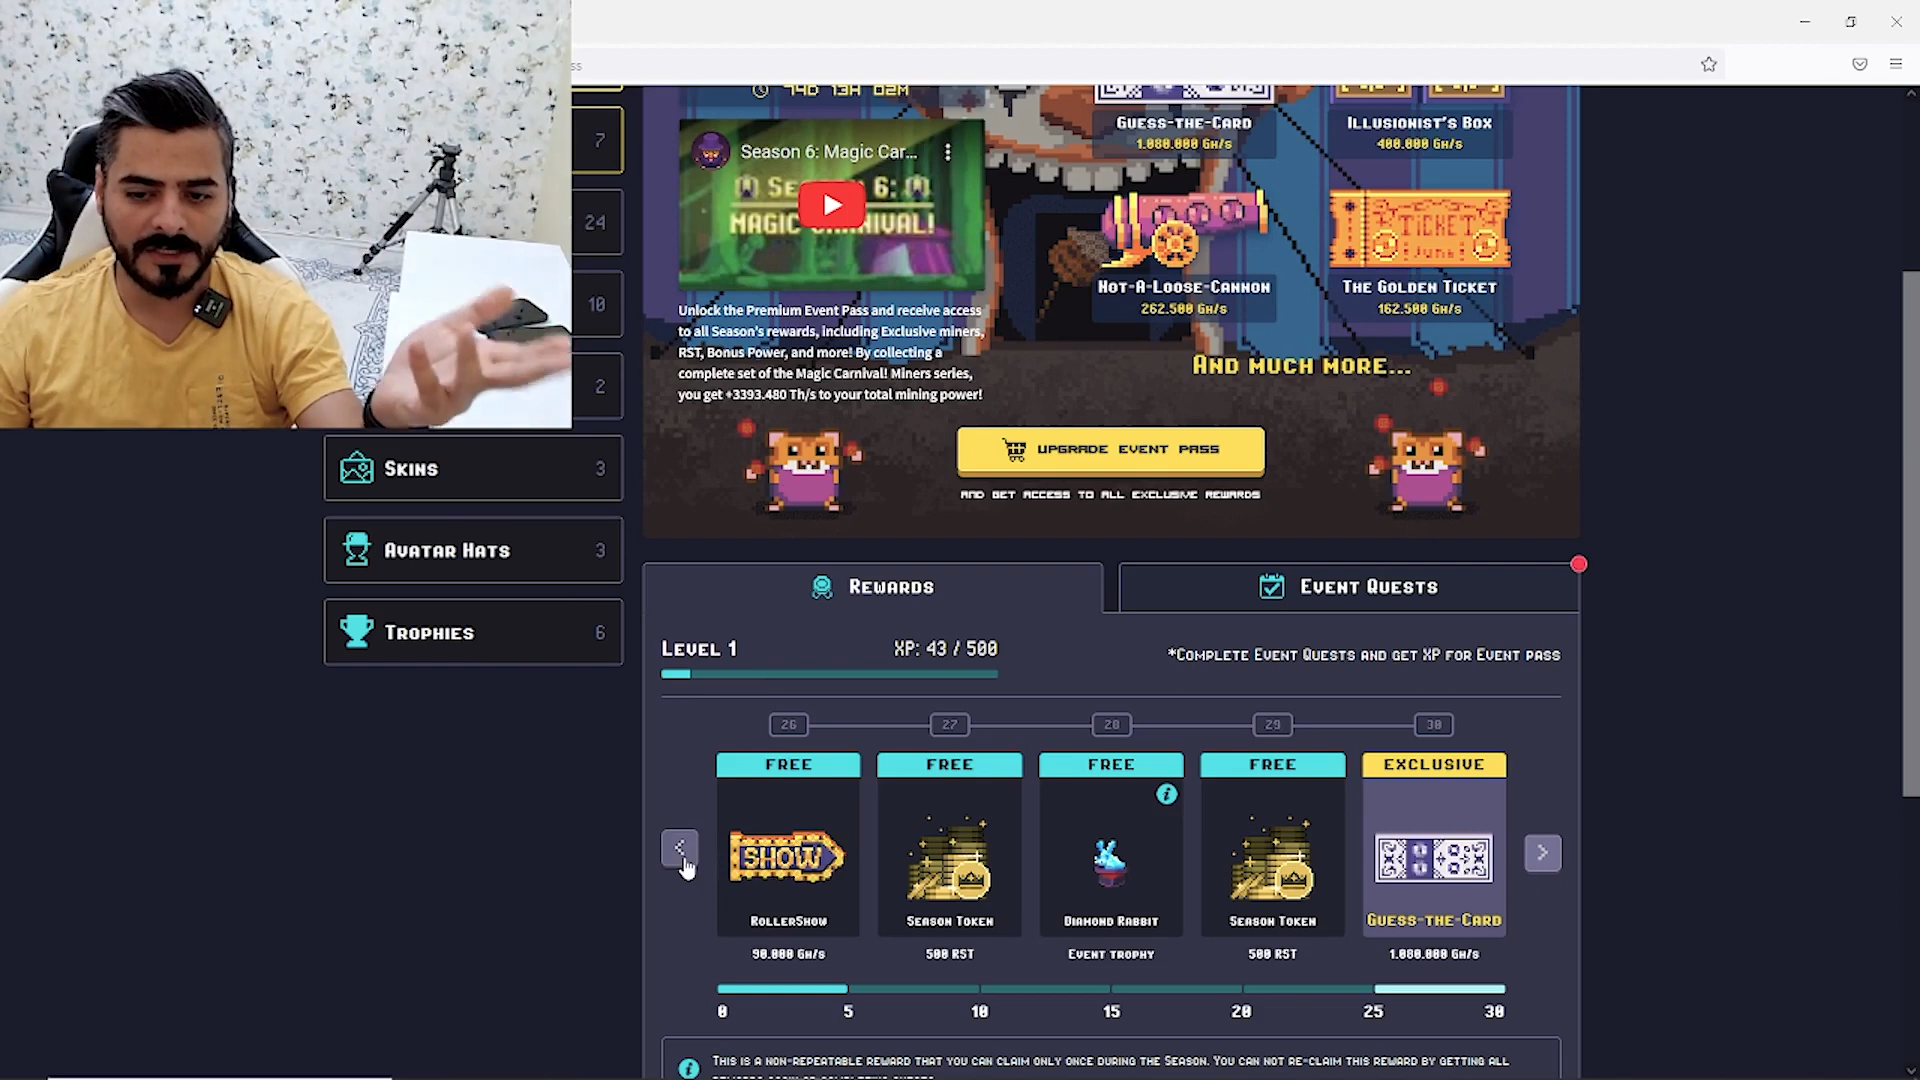 ss
94D 13H 02M
Season 6: Magic Car...
6:
Guess-the-Card
1.080.000 Gh/s
Illusionist's Box
400.000 Gh/s
TICKET
Hot-A-Loose-Cannon
262.500 Gh/s
The Golden Ticket
162.500 Gh/s
Unlock the Premium Event Pass and receive access
to all Season's rewards, including Exclusive miners,
RST, Bonus Power, and more! By collecting a
complete set of the Magic Carnival! Miners series,
you get +3393.480 Th/s to your total mining power!
And much more...
UPGRADE EVENT PASS
AND GET ACCESS TO ALL EXCLUSIVE REWARDS
7
24
10
2
Skins 3
Avatar Hats 3
Trophies 6
Rewards
Event Quests
Level 1
XP: 43 / 500
*Complete Event Quests and get XP for Event pass
26 27 28 29 30
FREE FREE FREE FREE EXCLUSIVE
SHOW
RollerShow Season Token Diamond Rabbit Season Token Guess-the-Card
90.000 Gh/s 500 RST Event trophy 500 RST 1.080.000 Gh/s
0 5 10 15 20 25 30
This is a non-repeatable reward that you can claim only once during the Season. You can not re-claim this reward by getting all